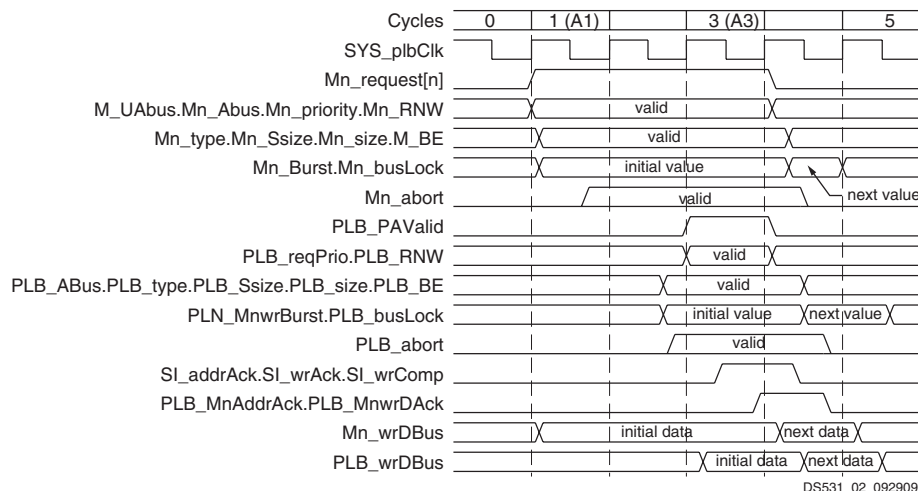 Cycles 0 1 (A1) 3 (A3) 5
SYS_plbClk
Mn_request[n]
M_UAbus.Mn_Abus.Mn_priority.Mn_RNW valid
Mn_type.Mn_Ssize.Mn_size.M_BE valid
Mn_Burst.Mn_busLock initial value
Mn_abort valid next value
PLB_PAValid
PLB_reqPrio.PLB_RNW valid
PLB_ABus.PLB_type.PLB_Ssize.PLB_size.PLB_BE valid
PLN_MnwrBurst.PLB_busLock initial value next value
PLB_abort valid
SI_addrAck.SI_wrAck.SI_wrComp
PLB_MnAddrAck.PLB_MnwrDAck
Mn_wrDBus initial data next data
PLB_wrDBus initial data next data
DS531_02_092909